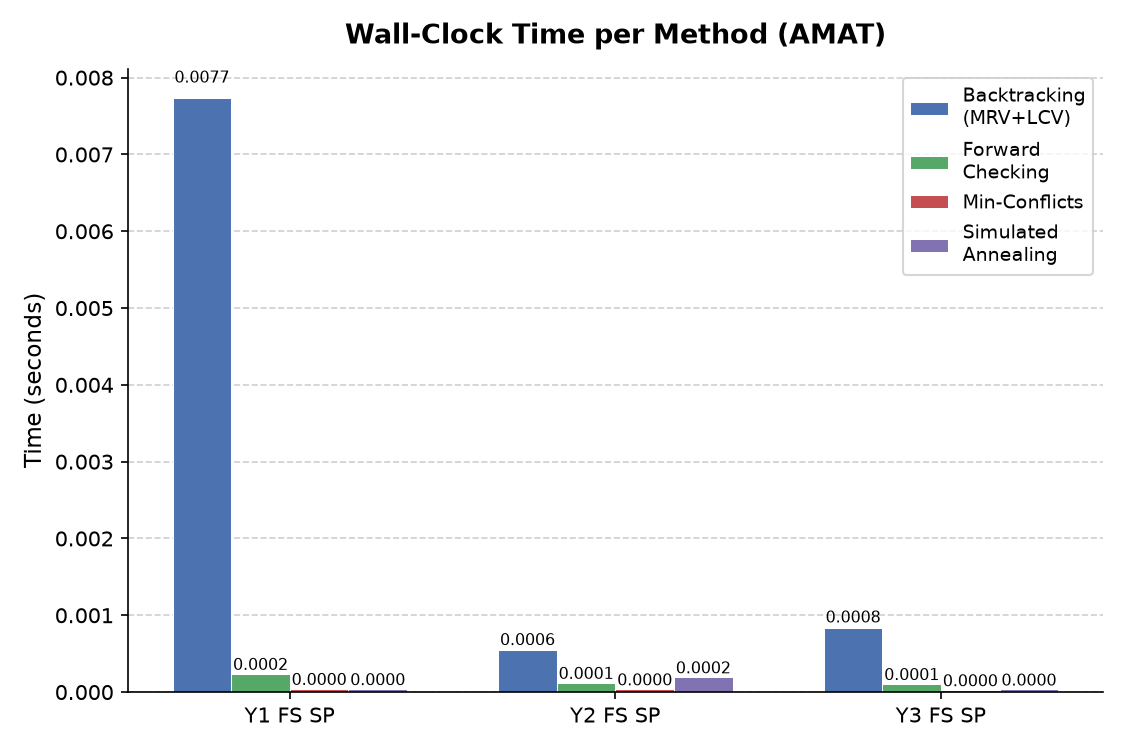 Wall-Clock Time per Method (AMAT)
Time (seconds)
0.008
0.007
0.006
0.005
0.004
0.003
0.002
0.001
0.000
0.0077
0.0002
0.0000
0.0000
0.0006
0.0001
0.0000
0.0002
0.0008
0.0001
0.0000
0.0000
Y1 FS SP
Y2 FS SP
Y3 FS SP
Backtracking
(MRV+LCV)
Forward
Checking
Min-Conflicts
Simulated
Annealing